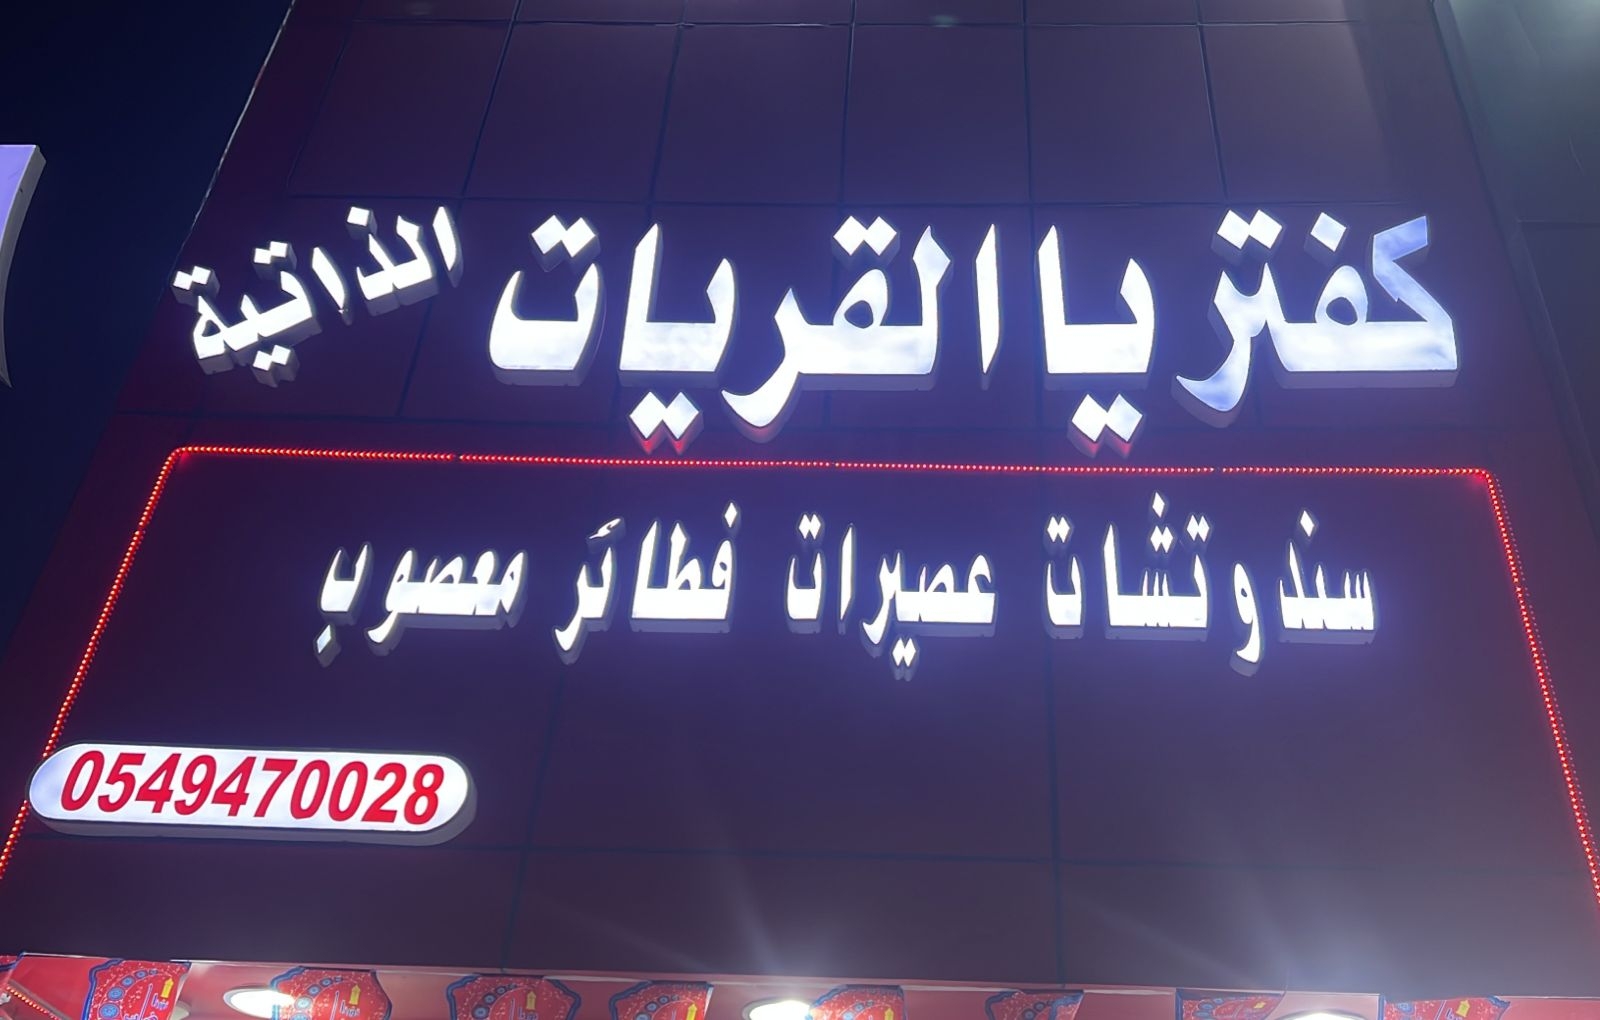 كفتريا القريات الذاتية
سندوتشات عصيرات فطائر معصوب
0549470028